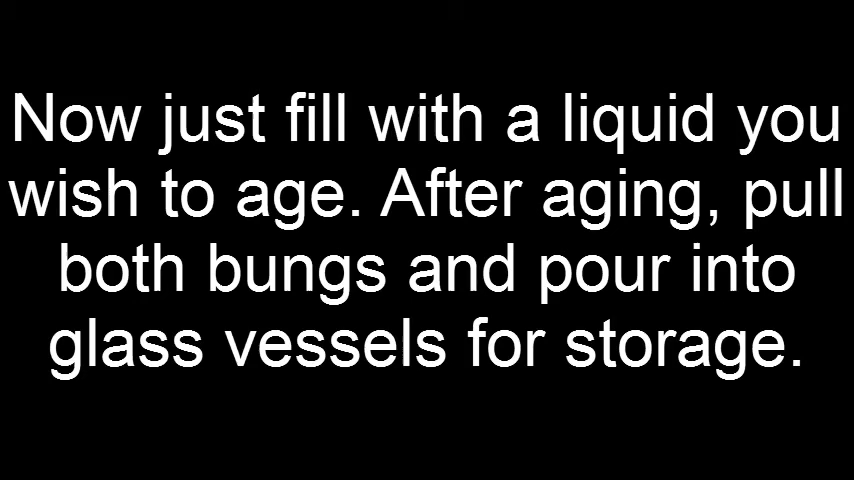 Now just fill with a liquid you
wish to age. After aging, pull
both bungs and pour into
glass vessels for storage.